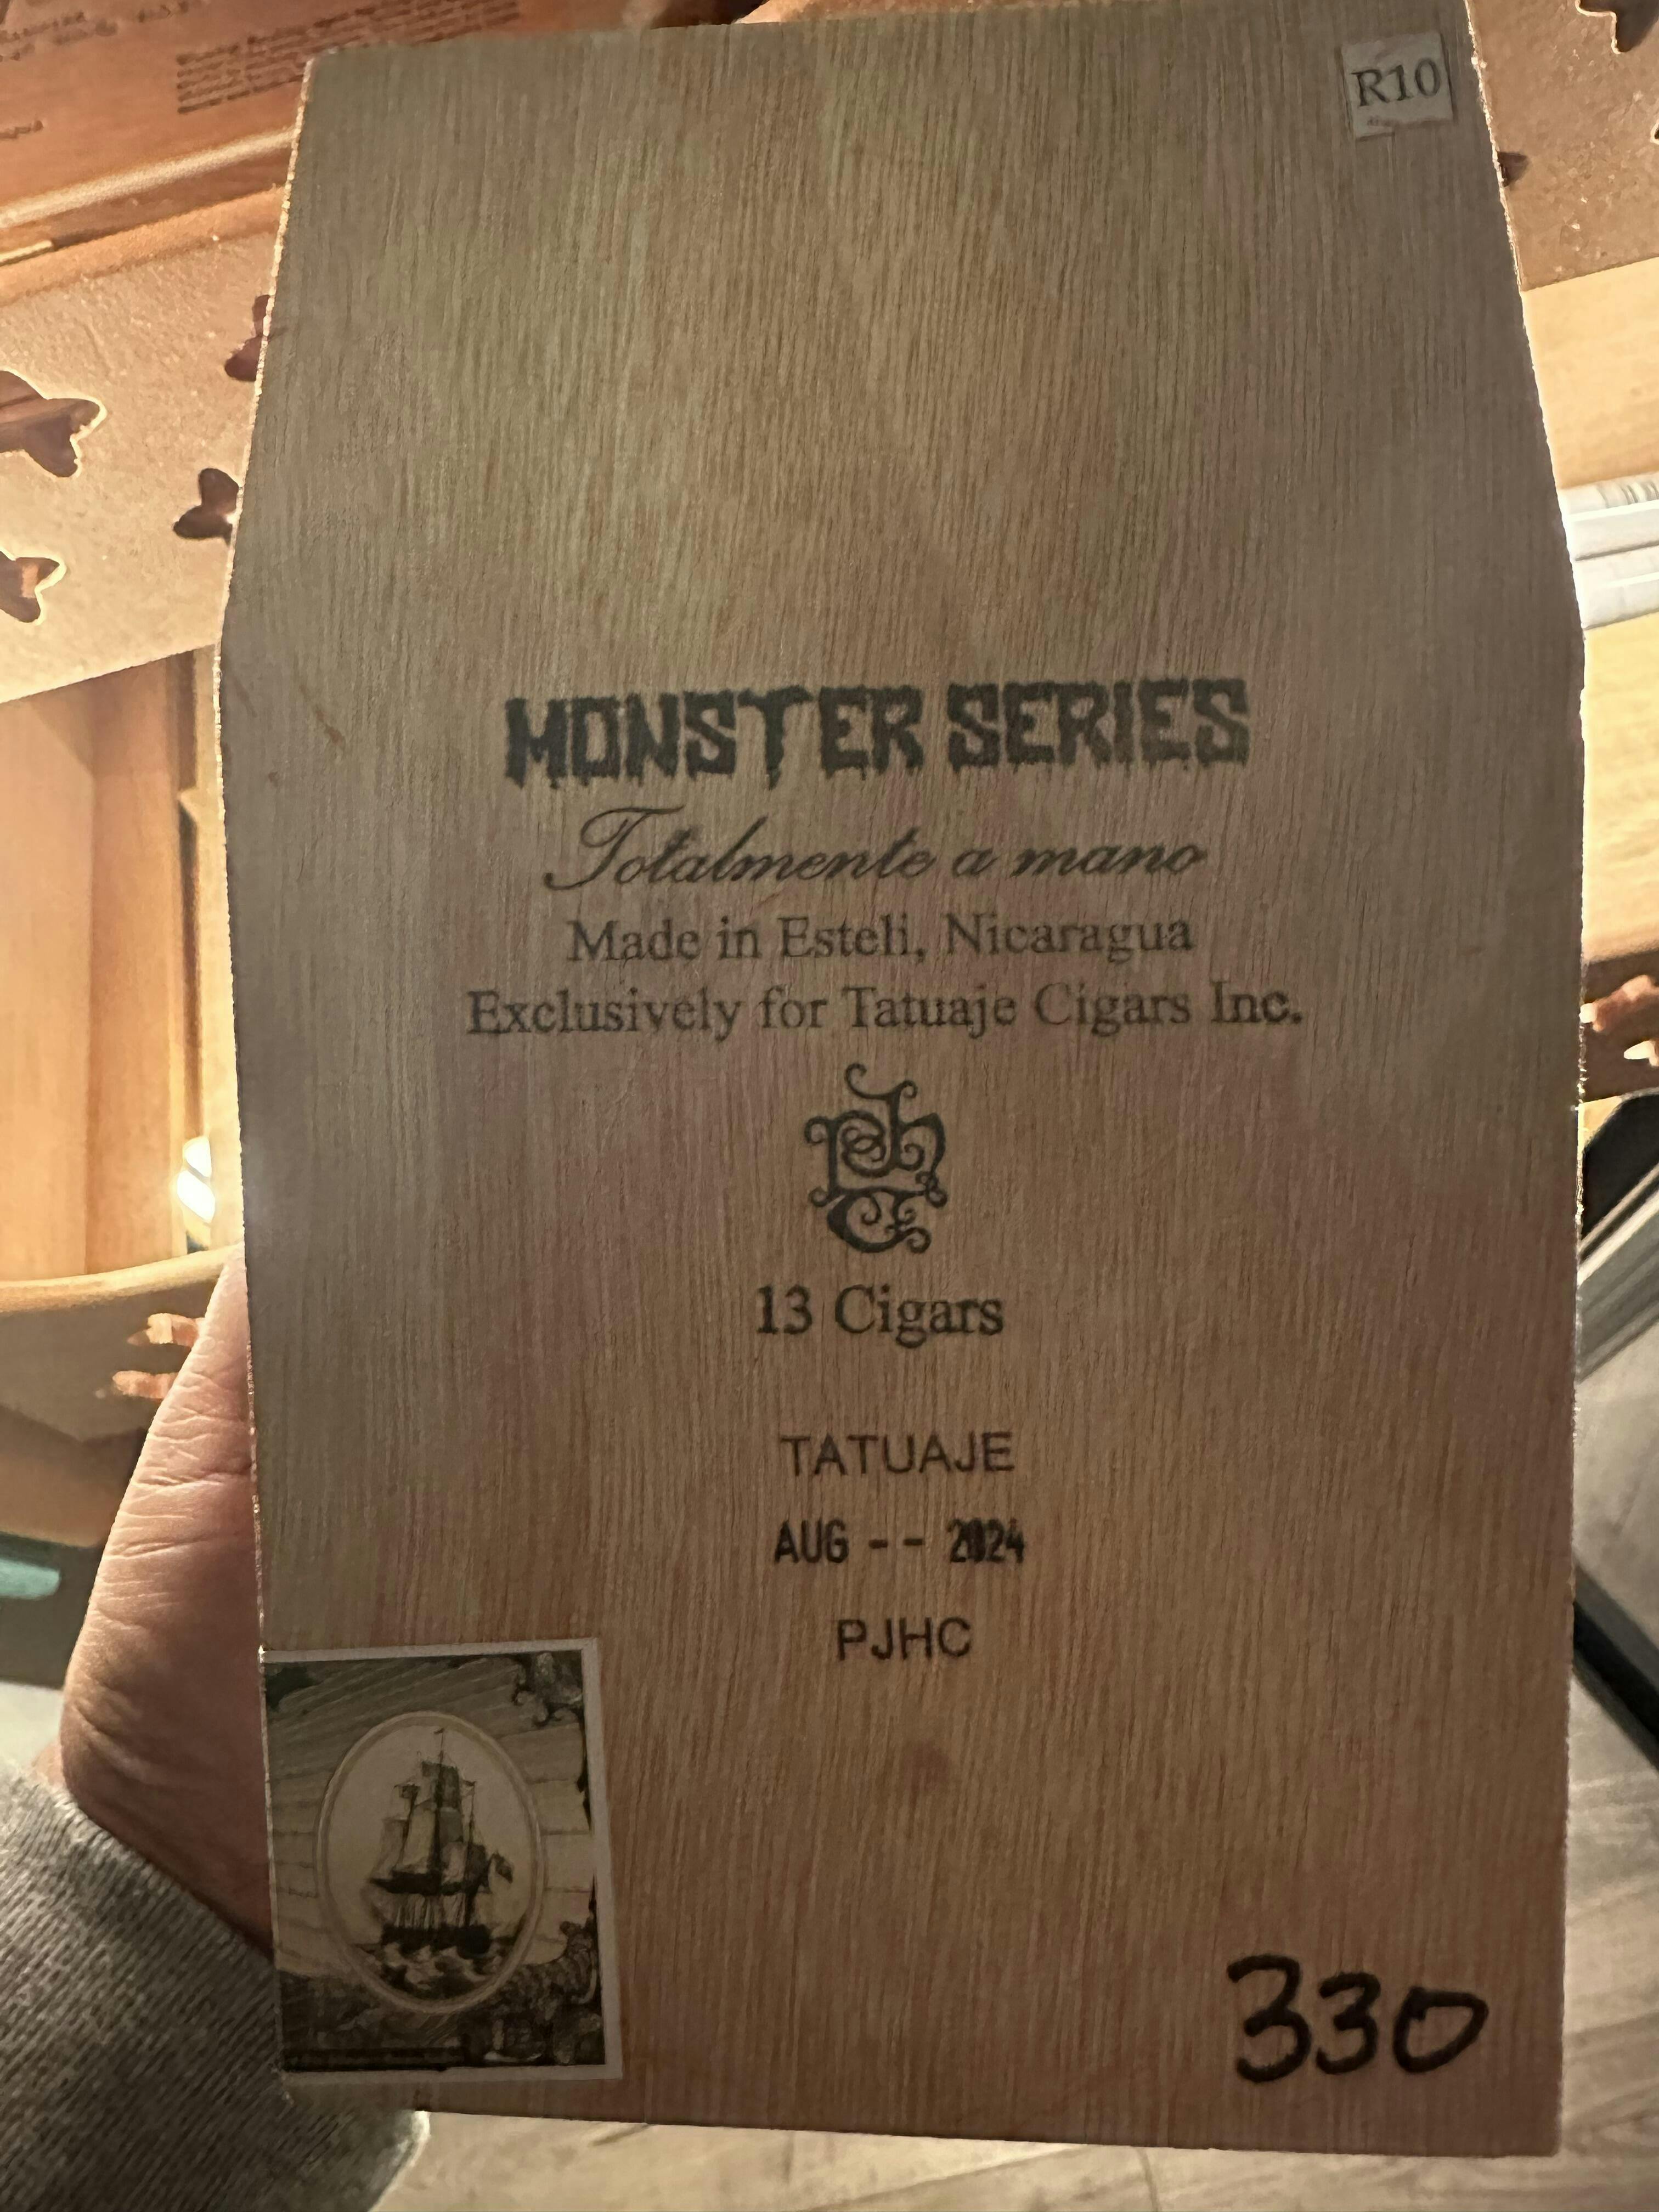 R10
MONSTER SERIES
Totalmente a mano
Made in Esteli, Nicaragua
Exclusively for Tatuaje Cigars Inc.
13 Cigars
TATUAJE
AUG - - 2024
PJHC
330